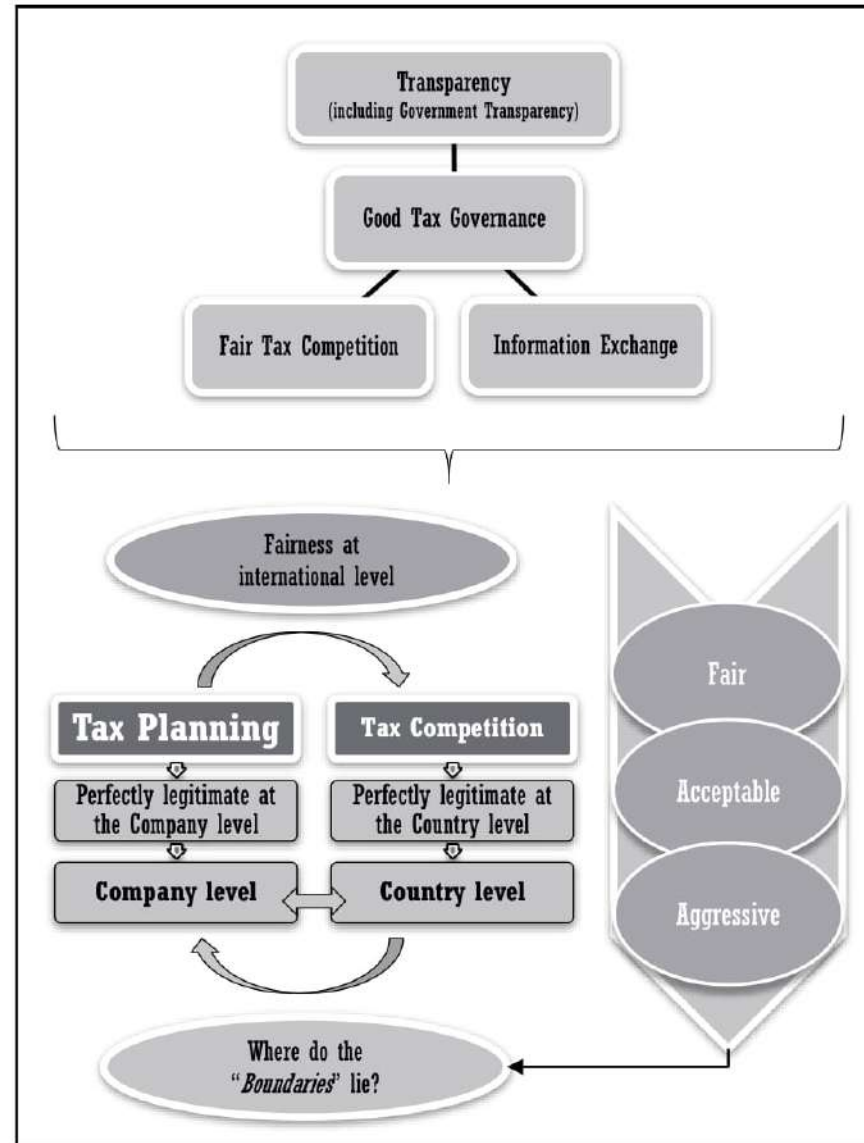 Transparency
(including Government Transparency)
Good Tax Governance
Fair Tax Competition
Information Exchange
Fairness at
international level
Tax Planning
Tax Competition
Perfectly legitimate at
the Company level
Perfectly legitimate at
the Country level
Company level
Country level
Where do the
“Boundaries” lie?
Fair
Acceptable
Aggressive